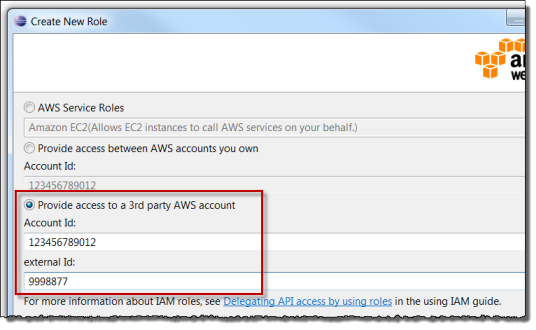 Create New Role
AWS Service Roles
Amazon EC2(Allows EC2 instances to call AWS services on your behalf.)
Provide access between AWS accounts you own
Account Id:
123456789012
Provide access to a 3rd party AWS account
Account Id:
123456789012
external Id:
9998877
For more information about IAM roles, see Delegating API access by using roles in the using IAM guide.